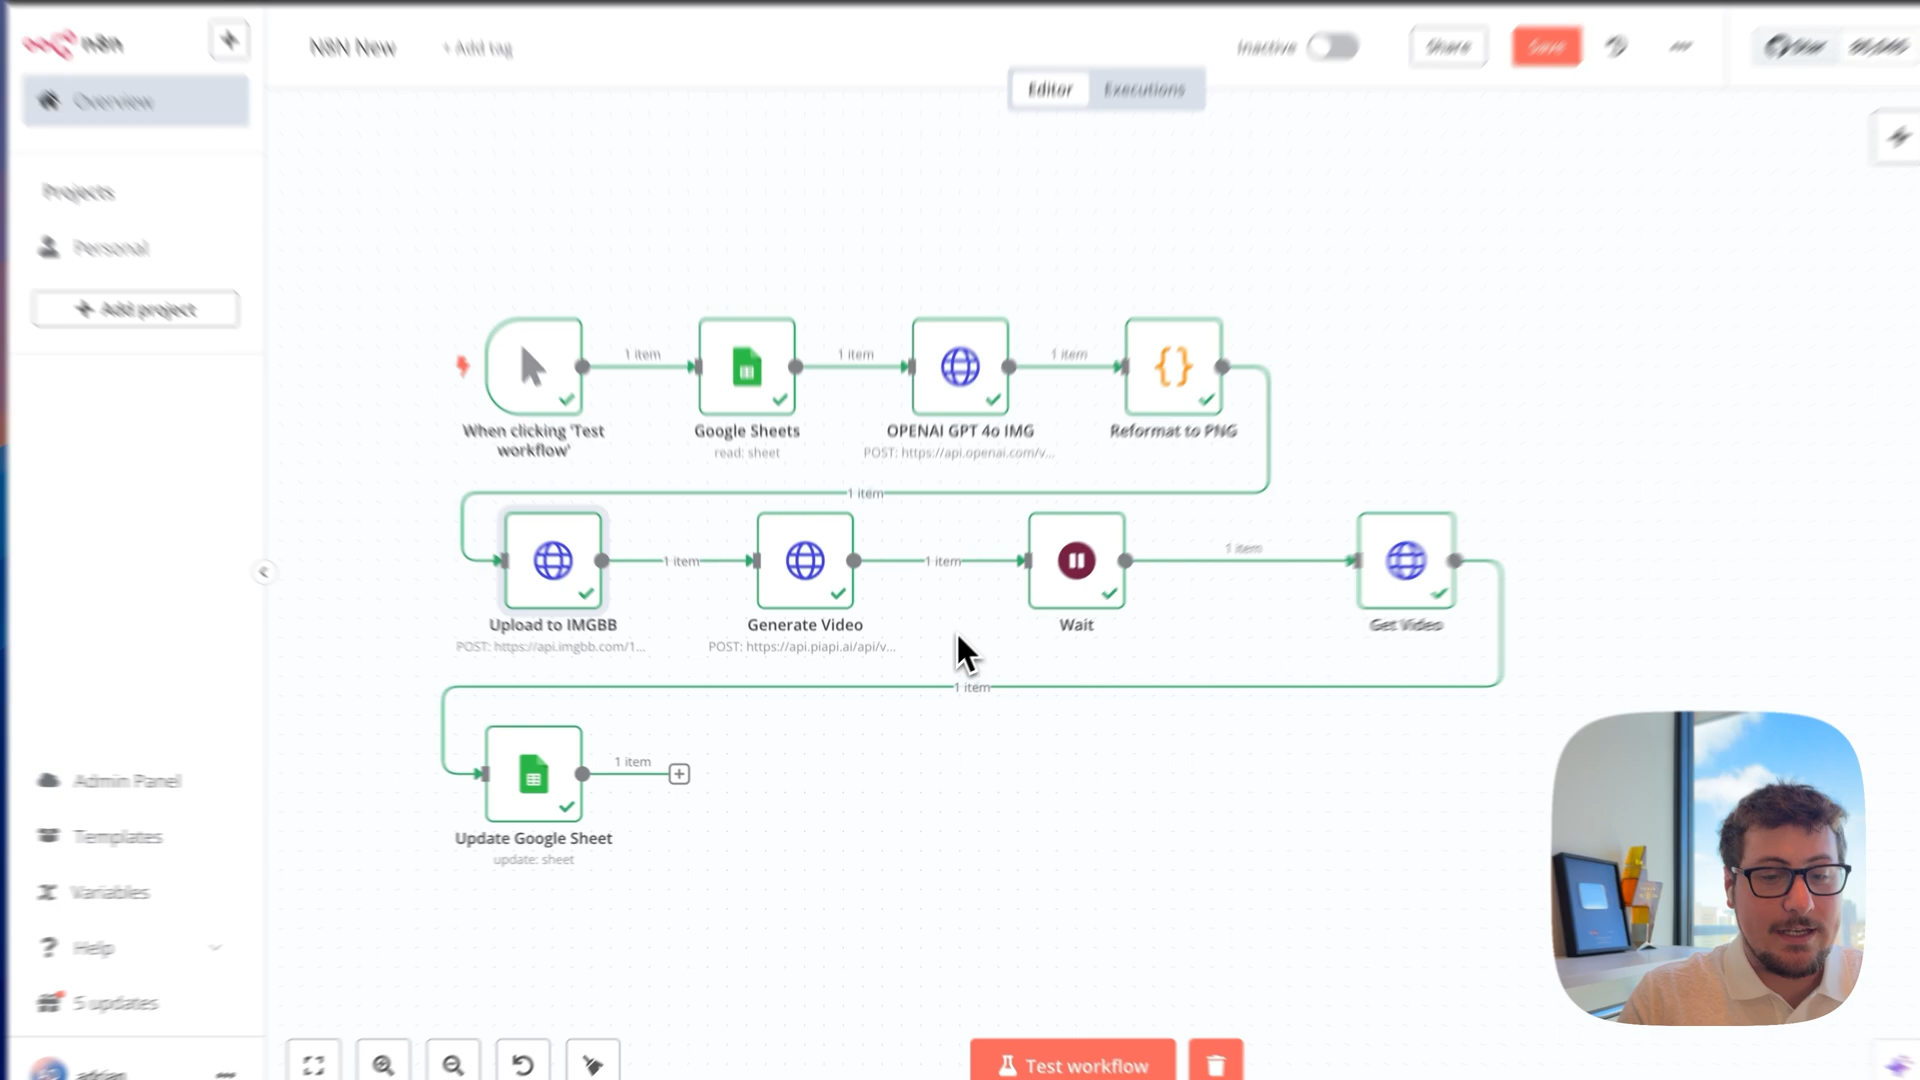 n8n
N8N New
+ Add tag
Inactive
Share
Save
Editor
Executions
Overview
Projects
Personal
+ Add project
1 item
1 item
1 item
When clicking 'Test
workflow'
Google Sheets
read: sheet
OPENAI GPT 4o IMG
POST: https://api.openai.com/v...
Reformat to PNG
1 item
1 item
1 item
1 item
Upload to IMGBB
POST: https://api.imgbb.com/1...
Generate Video
POST: https://api.piapi.ai/api/v...
Wait
Get Video
1 item
1 item
Update Google Sheet
update: sheet
Admin Panel
Templates
Variables
Help
5 updates
adrian
Test workflow